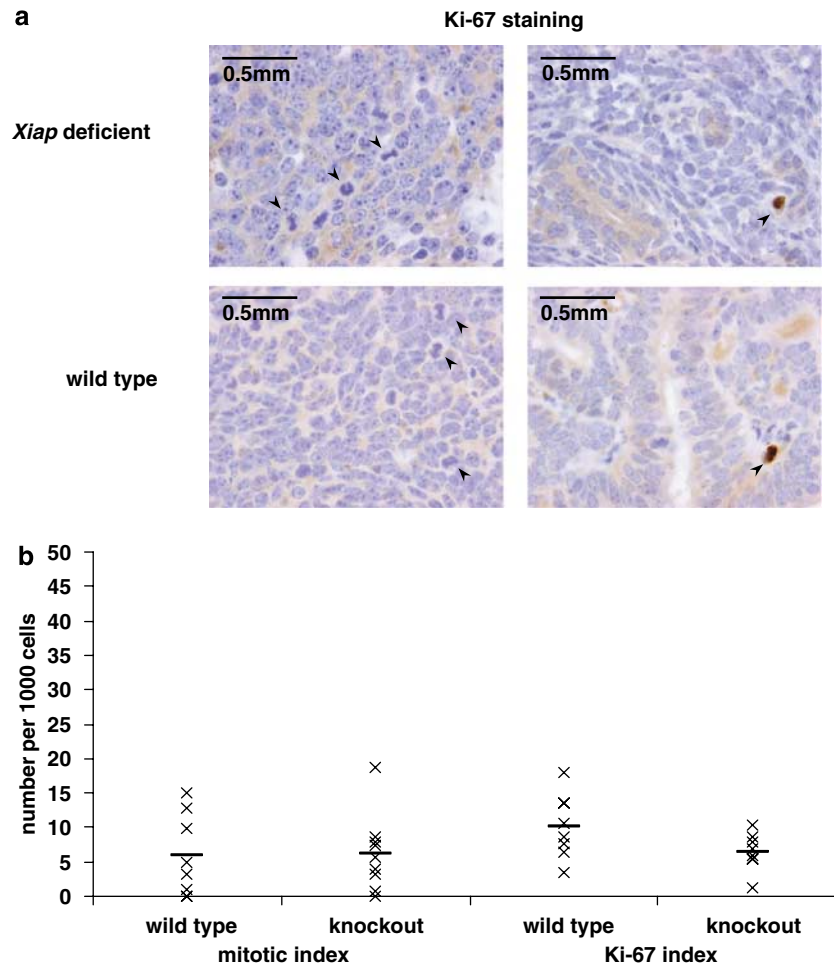 a
Ki-67 staining
Xiap deficient
0.5mm
0.5mm
wild type
0.5mm
0.5mm
b
number per 1000 cells
50
45
40
35
30
25
20
15
10
5
0
wild type
knockout
wild type
knockout
mitotic index
Ki-67 index